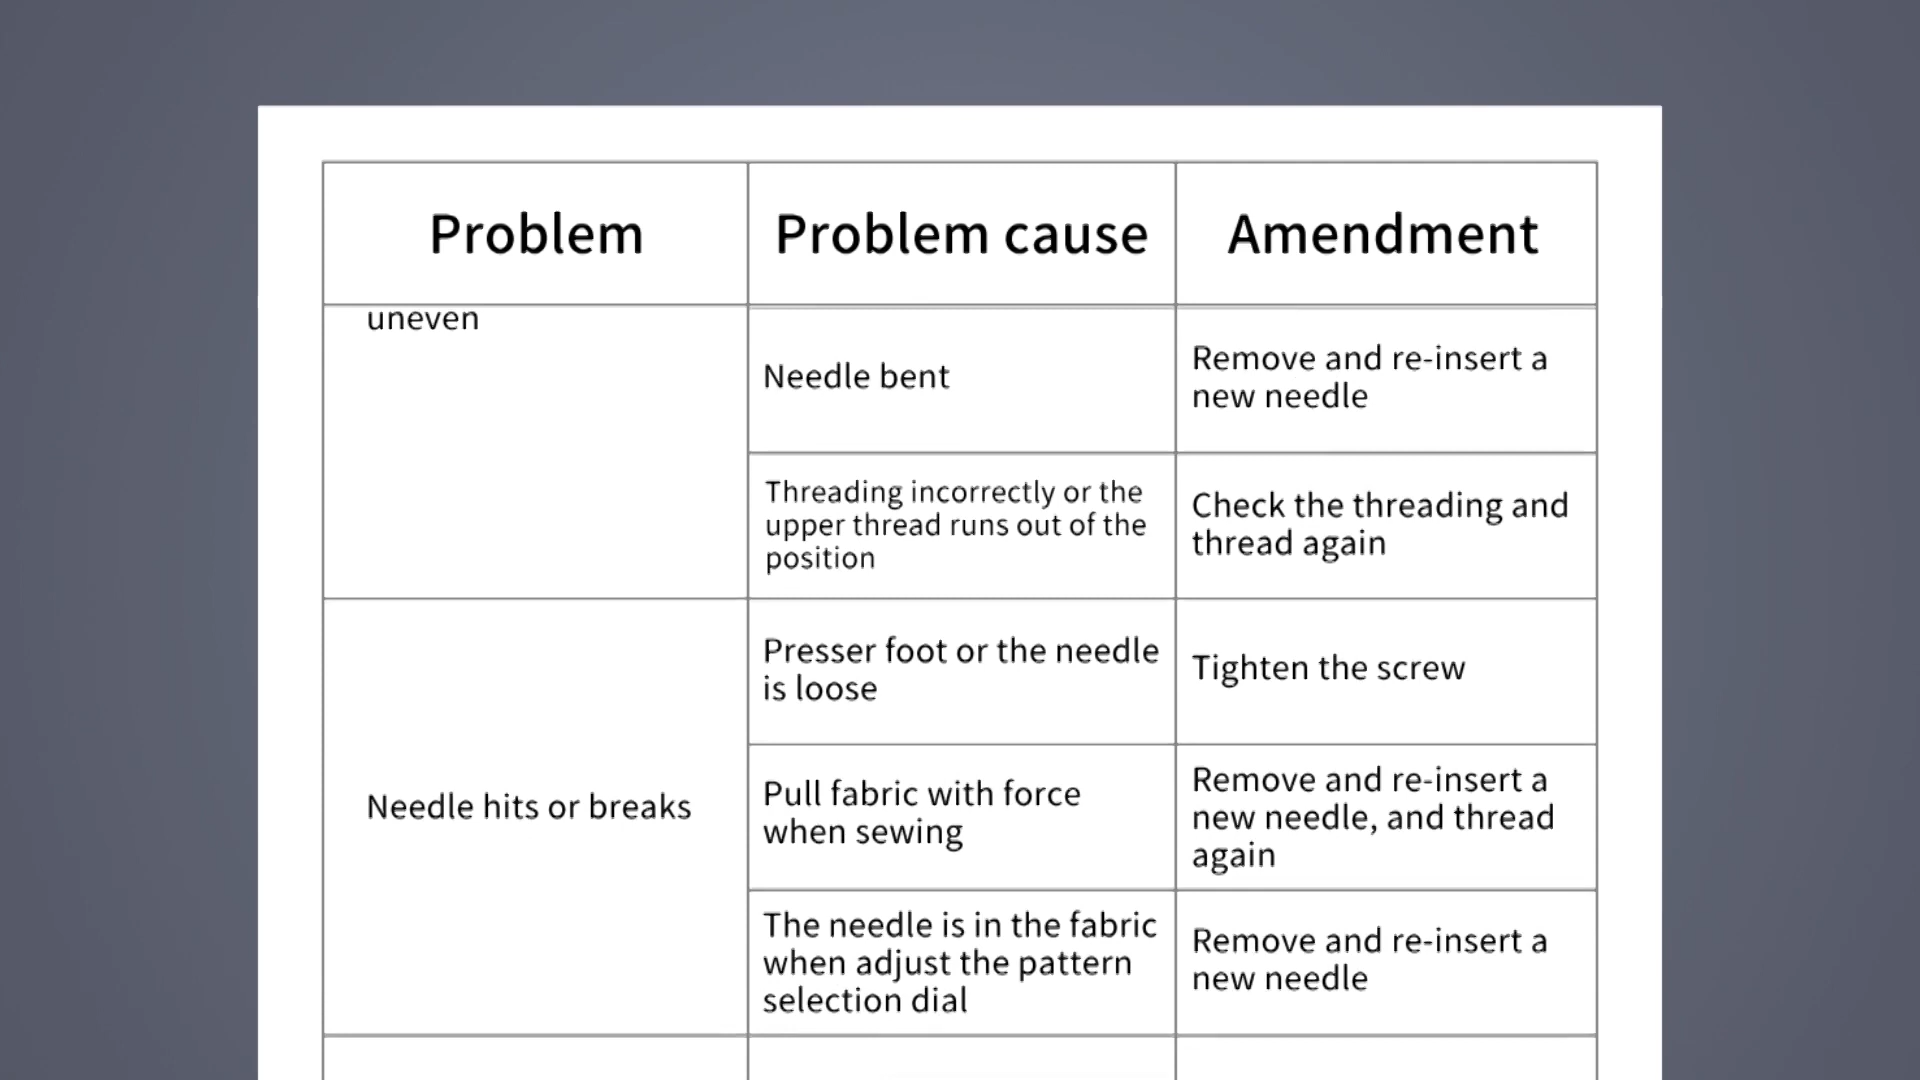 Problem
Problem cause
Amendment
uneven
Needle bent
Remove and re-insert a
new needle
Threading incorrectly or the
upper thread runs out of the
position
Check the threading and
thread again
Needle hits or breaks
Presser foot or the needle
is loose
Tighten the screw
Pull fabric with force
when sewing
Remove and re-insert a
new needle, and thread
again
The needle is in the fabric
when adjust the pattern
selection dial
Remove and re-insert a
new needle